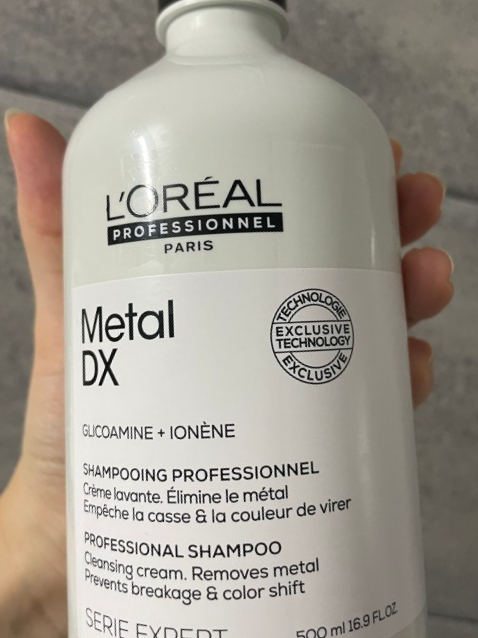 L'ORÉAL
PROFESSIONNEL
PARIS
Metal
DX
TECHNOLOGIE
EXCLUSIVE
TECHNOLOGY
EXCLUSIVE
GLICOAMINE + IONÈNE
SHAMPOOING PROFESSIONNEL
Crème lavante. Élimine le métal
Empêche la casse & la couleur de virer
PROFESSIONAL SHAMPOO
Cleansing cream. Removes metal
Prevents breakage & color shift
SERIE EXPERT
500 ml 16.9 FL.OZ